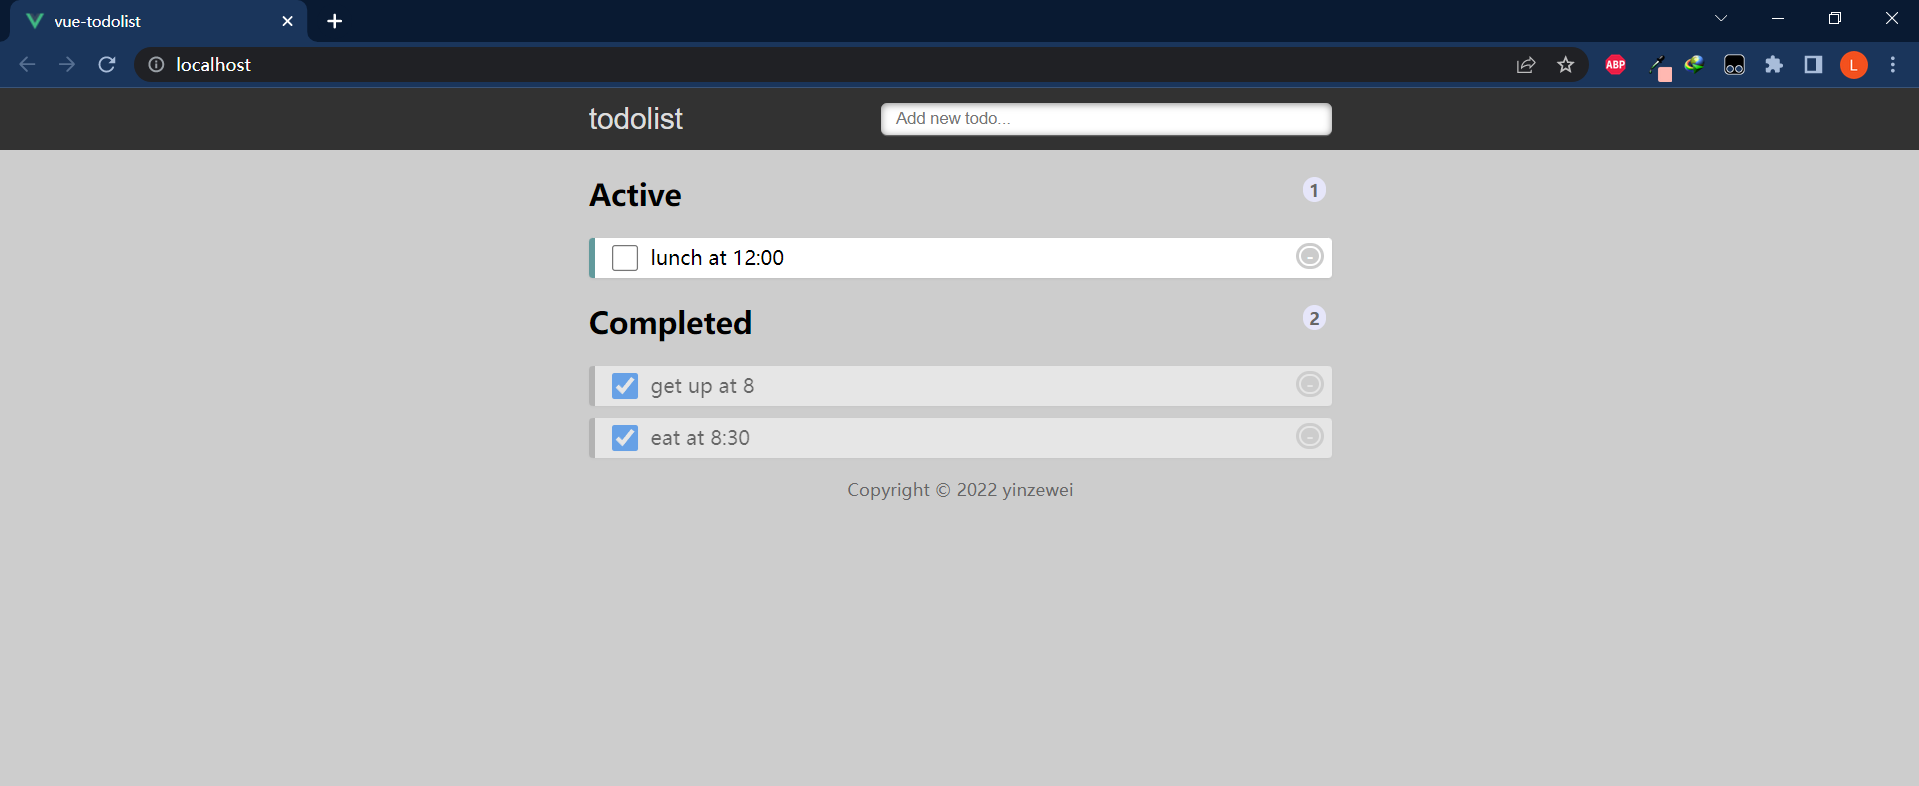 vue-todolist
localhost
ABP
L
todolist
Add new todo...
Active
1
lunch at 12:00
-
Completed
2
get up at 8
-
eat at 8:30
-
Copyright © 2022 yinzewei